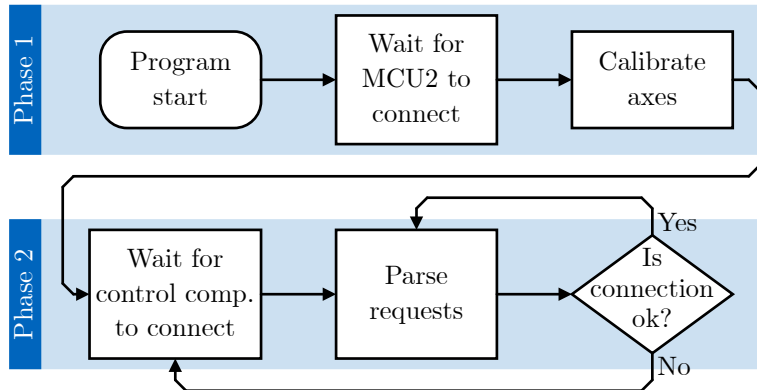 Phase 1
Program
start
Wait for
MCU2 to
connect
Calibrate
axes
Phase 2
Wait for
control comp.
to connect
Parse
requests
Is
connection
ok?
Yes
No